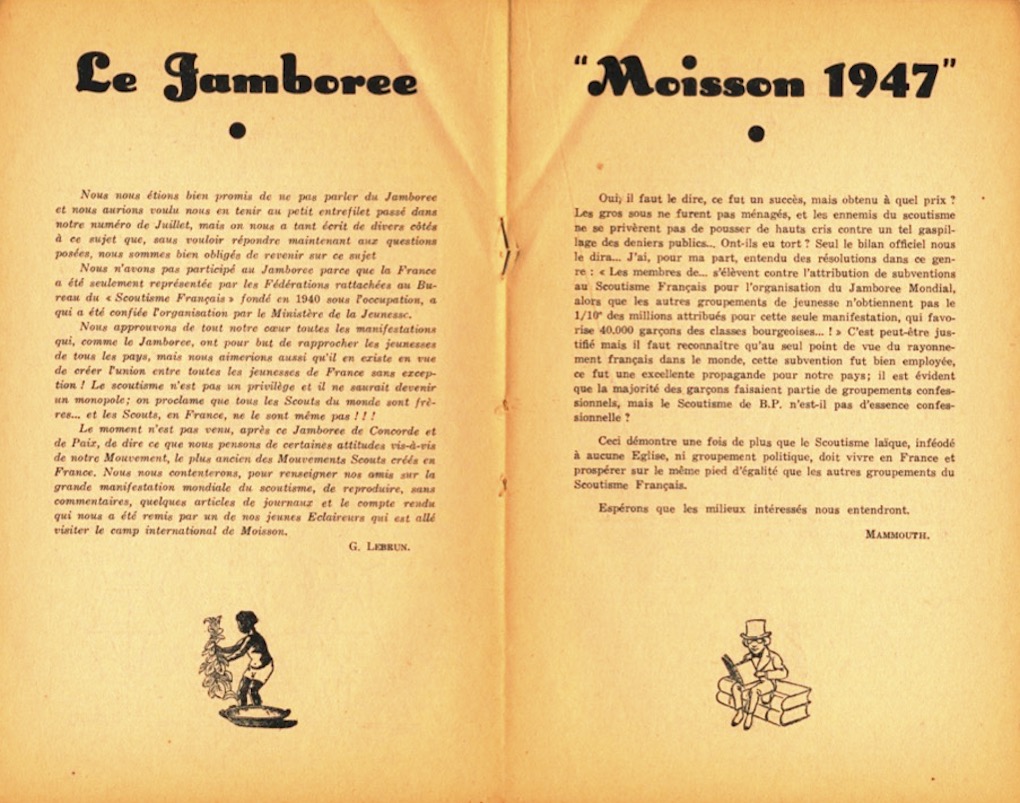 Le Jamboree
Nous nous étions bien promis de ne pas parler du Jamboree
et nous aurions voulu nous en tenir au petit entrefilet passé dans
notre numéro de Juillet, mais on nous a tant écrit de divers côtés
à ce sujet que, sans vouloir répondre maintenant aux questions
posées, nous sommes bien obligés de revenir sur ce sujet
Nous n'avons pas participé au Jamboree parce que la France
a été seulement représentée par les Fédérations rattachées au Bu-
reau du « Scoutisme Français » fondé en 1940 sous l'occupation, a
qui a été confiée l'organisation par le Ministère de la Jeunesse.
Nous approuvons de tout notre cœur toutes les manifestations
qui, comme le Jamboree, ont pour but de rapprocher les jeunesses
de tous les pays, mais nous aimerions aussi qu'il en existe en vue
de créer l'union entre toutes les jeunesses de France sans excep-
tion ! Le scoutisme n'est pas un privilège et il ne saurait devenir
un monopole; on proclame que tous les Scouts du monde sont frè-
res... et les Scouts, en France, ne le sont même pas ! ! !
Le moment n'est pas venu, après ce Jamboree de Concorde et
de Paix, de dire ce que nous pensons de certaines attitudes vis-à-vis
de notre Mouvement, le plus ancien des Mouvements Scouts créés en
France. Nous nous contenterons, pour renseigner nos amis sur la
grande manifestation mondiale du scoutisme, de reproduire, sans
commentaires, quelques articles de journaux et le compte rendu
qui nous a été remis par un de nos jeunes Eclaireurs qui est allé
visiter le camp international de Moisson.
G. LEBRUN.
"Moisson 1947"
Oui; il faut le dire, ce fut un succès, mais obtenu à quel prix ?
Les gros sous ne furent pas ménagés, et les ennemis du scoutisme
ne se privèrent pas de pousser de hauts cris contre un tel gaspil-
lage des deniers publics... Ont-ils eu tort ? Seul le bilan officiel nous
le dira... J'ai, pour ma part, entendu des résolutions dans ce gen-
re : « Les membres de... s'élèvent contre l'attribution de subventions
au Scoutisme Français pour l'organisation du Jamboree Mondial,
alors que les autres groupements de jeunesse n'obtiennent pas le
1/10e des millions attribués pour cette seule manifestation, qui favo-
rise 40.000 garçons des classes bourgeoises... ! » C'est peut-être jus-
tifié mais il faut reconnaître qu'au seul point de vue du rayonne-
ment français dans le monde, cette subvention fut bien employée,
ce fut une excellente propagande pour notre pays; il est évident
que la majorité des garçons faisaient partie de groupements confes-
sionnels, mais le Scoutisme de B.P. n'est-il pas d'essence confes-
sionnelle ?
Ceci démontre une fois de plus que le Scoutisme laïque, inféodé
à aucune Eglise, ni groupement politique, doit vivre en France et
prospérer sur le même pied d'égalité que les autres groupements du
Scoutisme Français.
Espérons que les milieux intéressés nous entendront.
MAMMOUTH.